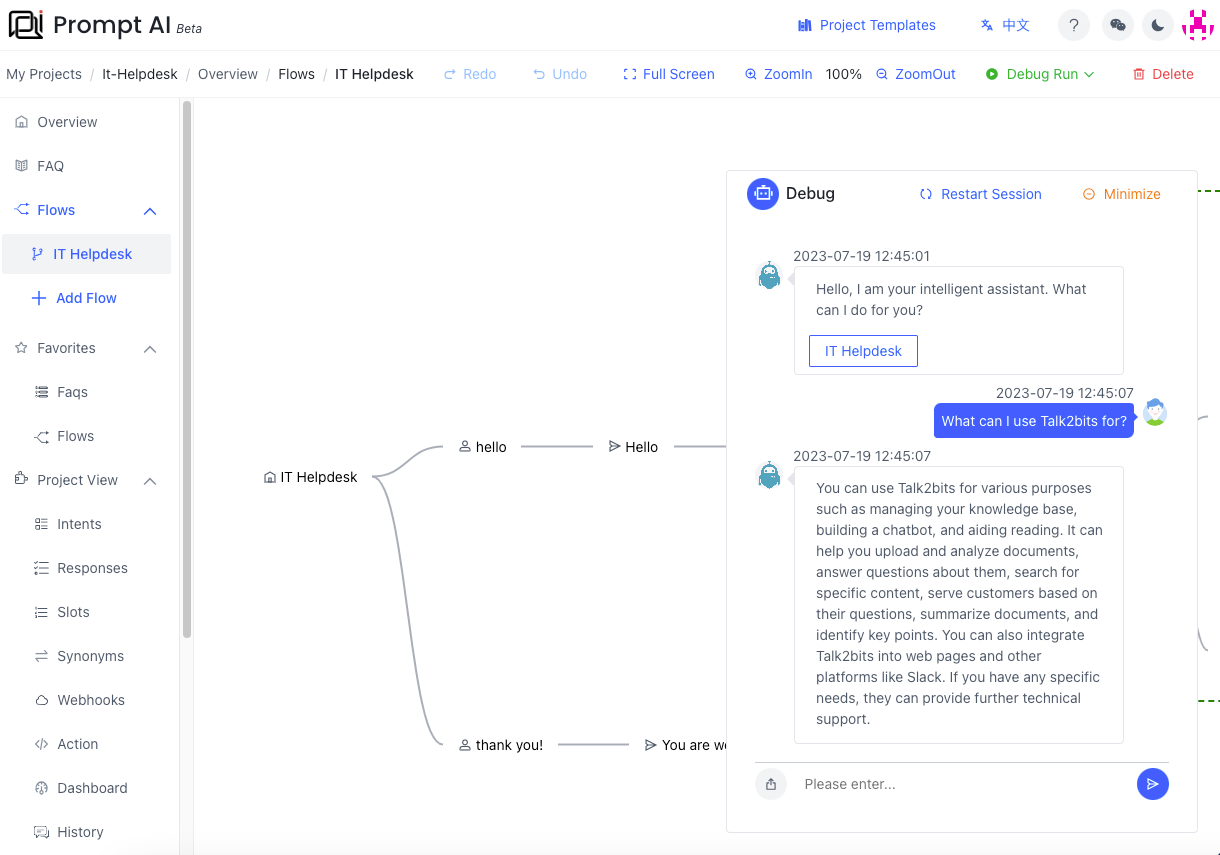 Prompt AI Beta
Project Templates
中文
?
My Projects / It-Helpdesk / Overview / Flows / IT Helpdesk
Redo
Undo
Full Screen
ZoomIn 100% ZoomOut
Debug Run
Delete
Overview
FAQ
Flows
IT Helpdesk
Add Flow
Favorites
Faqs
Flows
Project View
Intents
Responses
Slots
Synonyms
Webhooks
Action
Dashboard
History
IT Helpdesk
hello
Hello
thank you!
You are we
Debug
Restart Session
Minimize
2023-07-19 12:45:01
Hello, I am your intelligent assistant. What
can I do for you?
IT Helpdesk
2023-07-19 12:45:07
What can I use Talk2bits for?
2023-07-19 12:45:07
You can use Talk2bits for various purposes
such as managing your knowledge base,
building a chatbot, and aiding reading. It can
help you upload and analyze documents,
answer questions about them, search for
specific content, serve customers based on
their questions, summarize documents, and
identify key points. You can also integrate
Talk2bits into web pages and other
platforms like Slack. If you have any specific
needs, they can provide further technical
support.
Please enter...